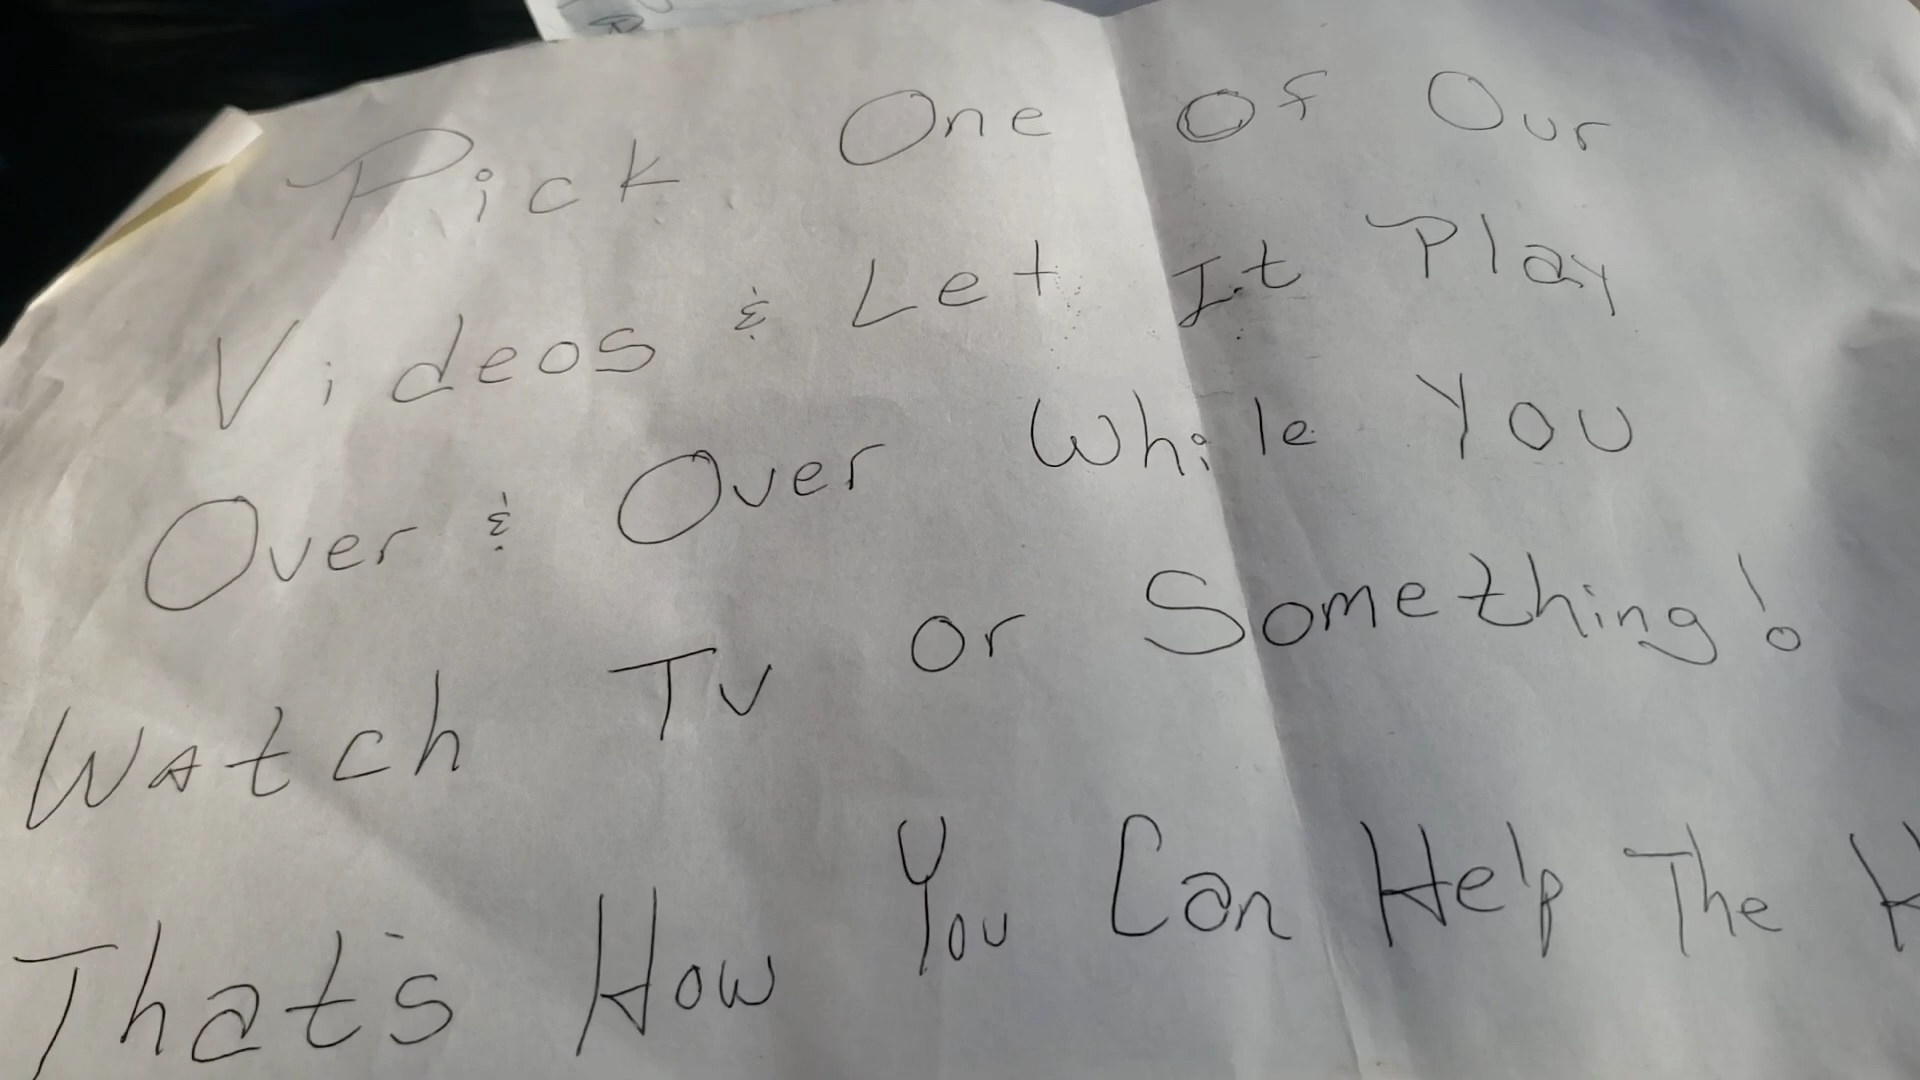 Pick One Of Our
Videos & Let It Play
Over & Over While You
Watch TV or Something!
That's How You Can Help The